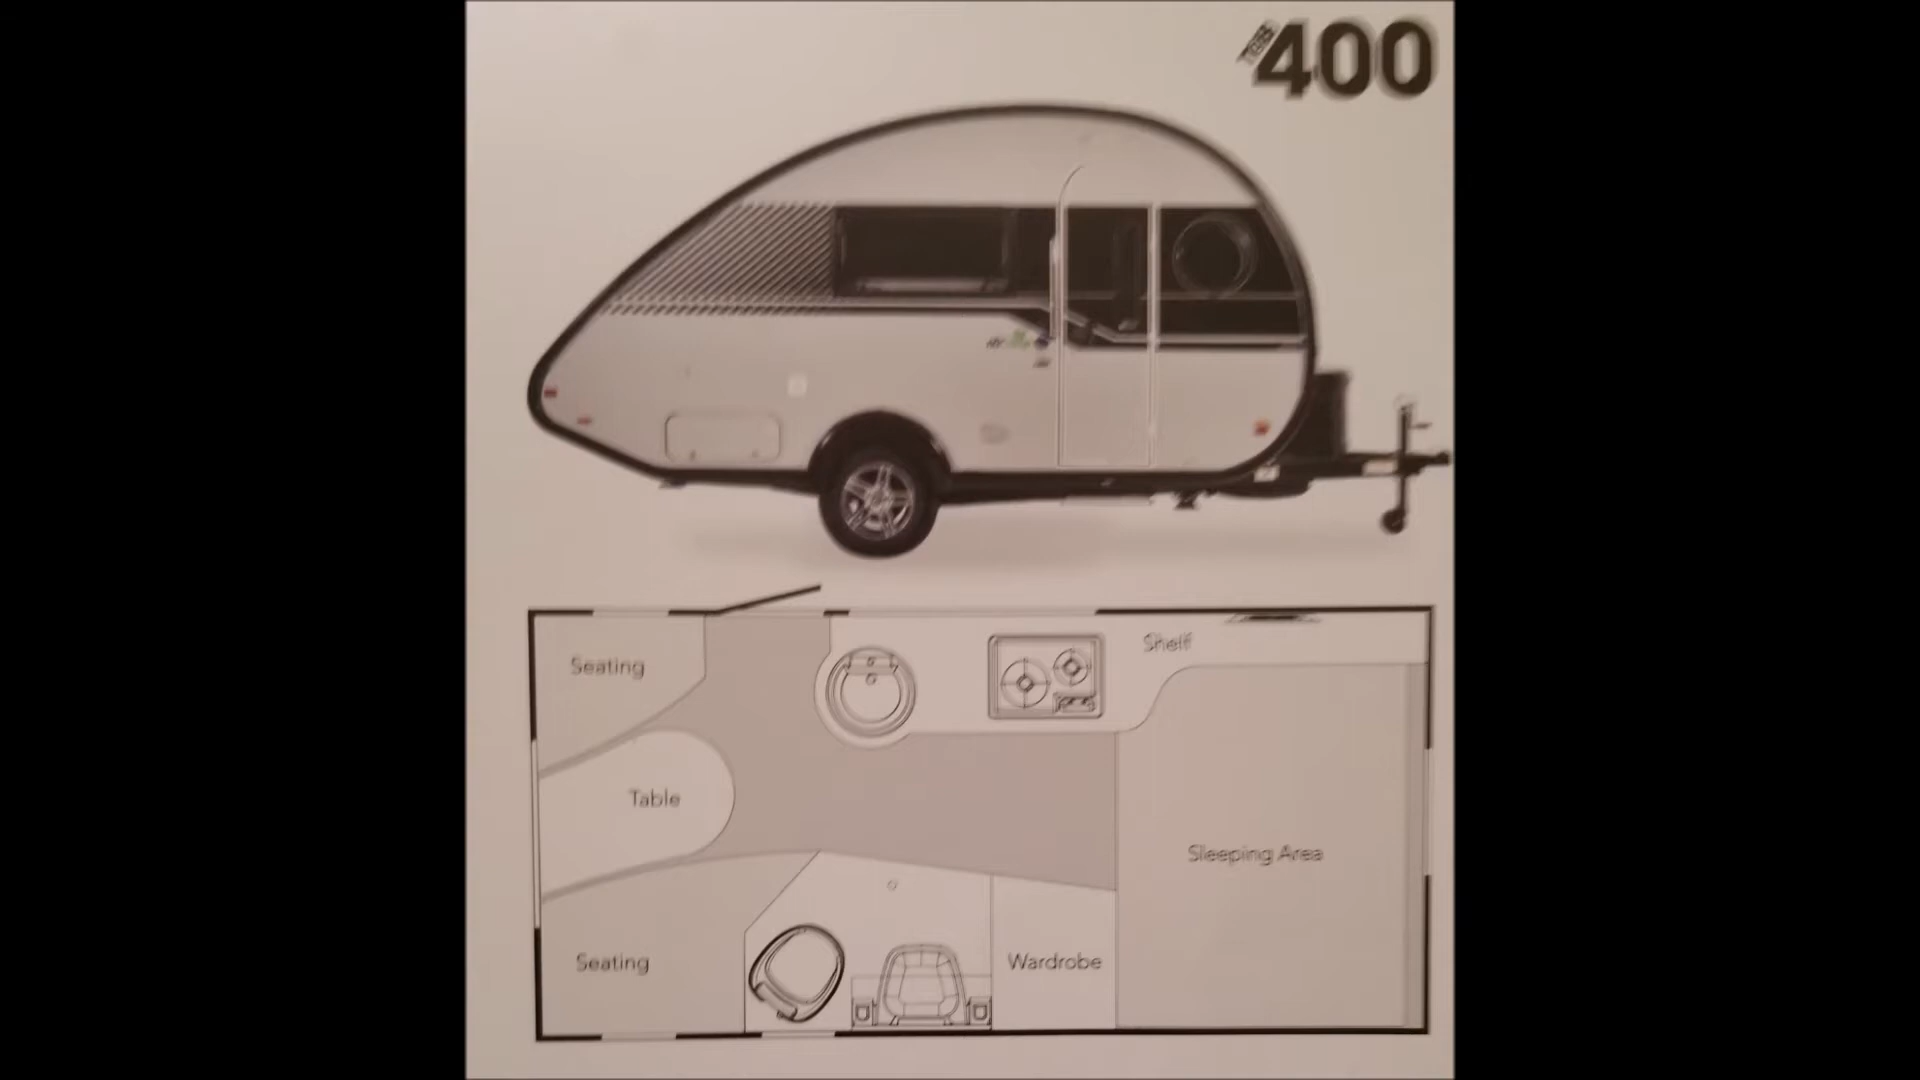 T@B
400
Seating
Shelf
Table
Sleeping Area
Seating
Wardrobe